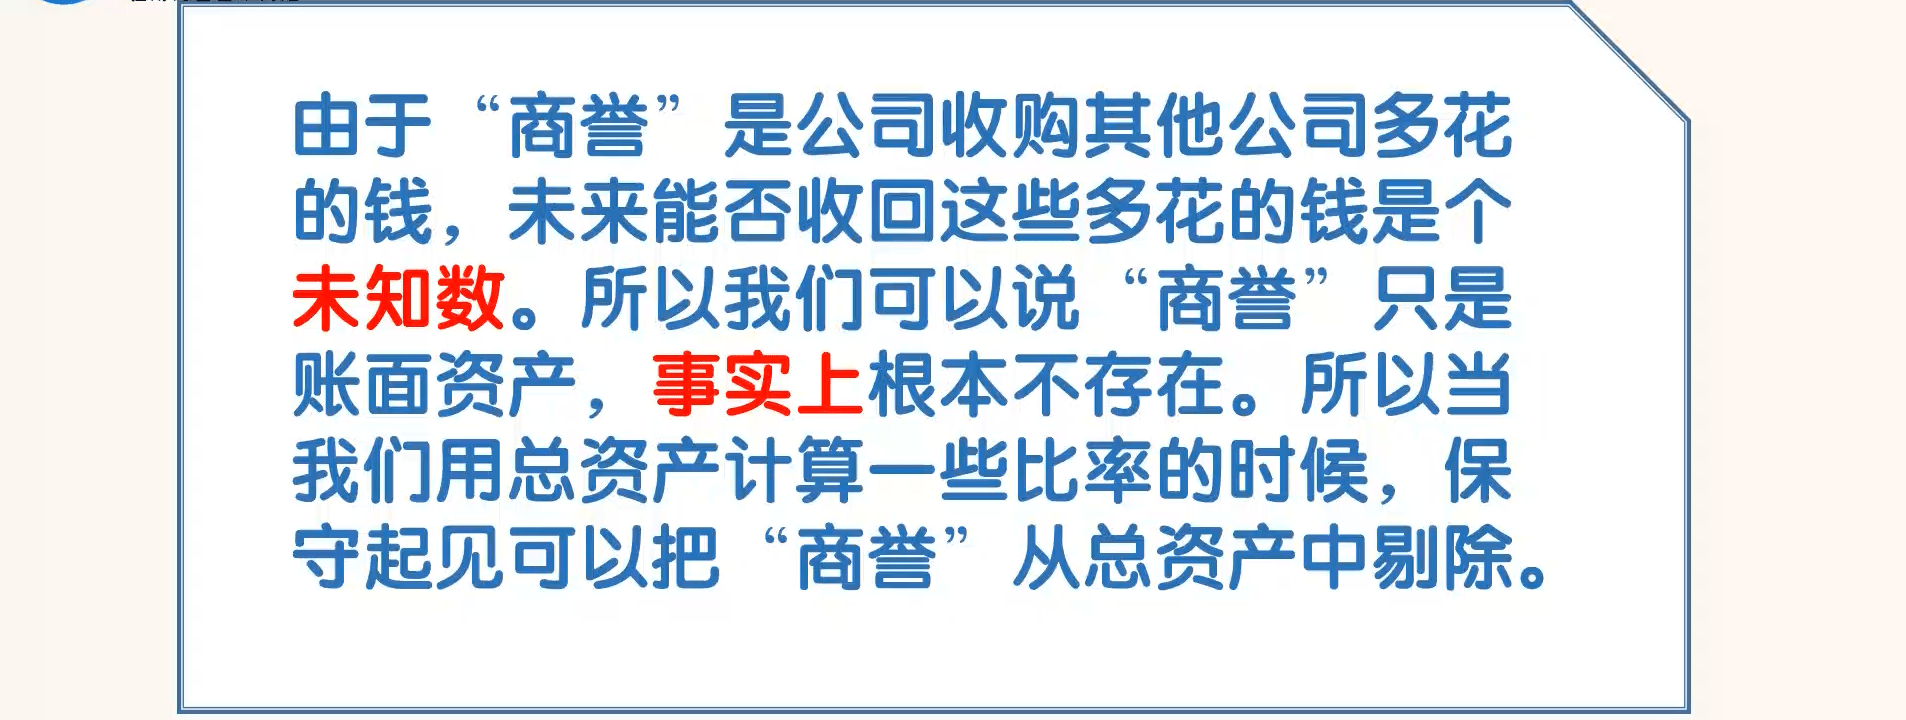 由于“商誉”是公司收购其他公司多花
的钱，未来能否收回这些多花的钱是个
未知数。所以我们可以说“商誉”只是
账面资产，事实上根本不存在。所以当
我们用总资产计算一些比率的时候，保
守起见可以把“商誉”从总资产中剔除。